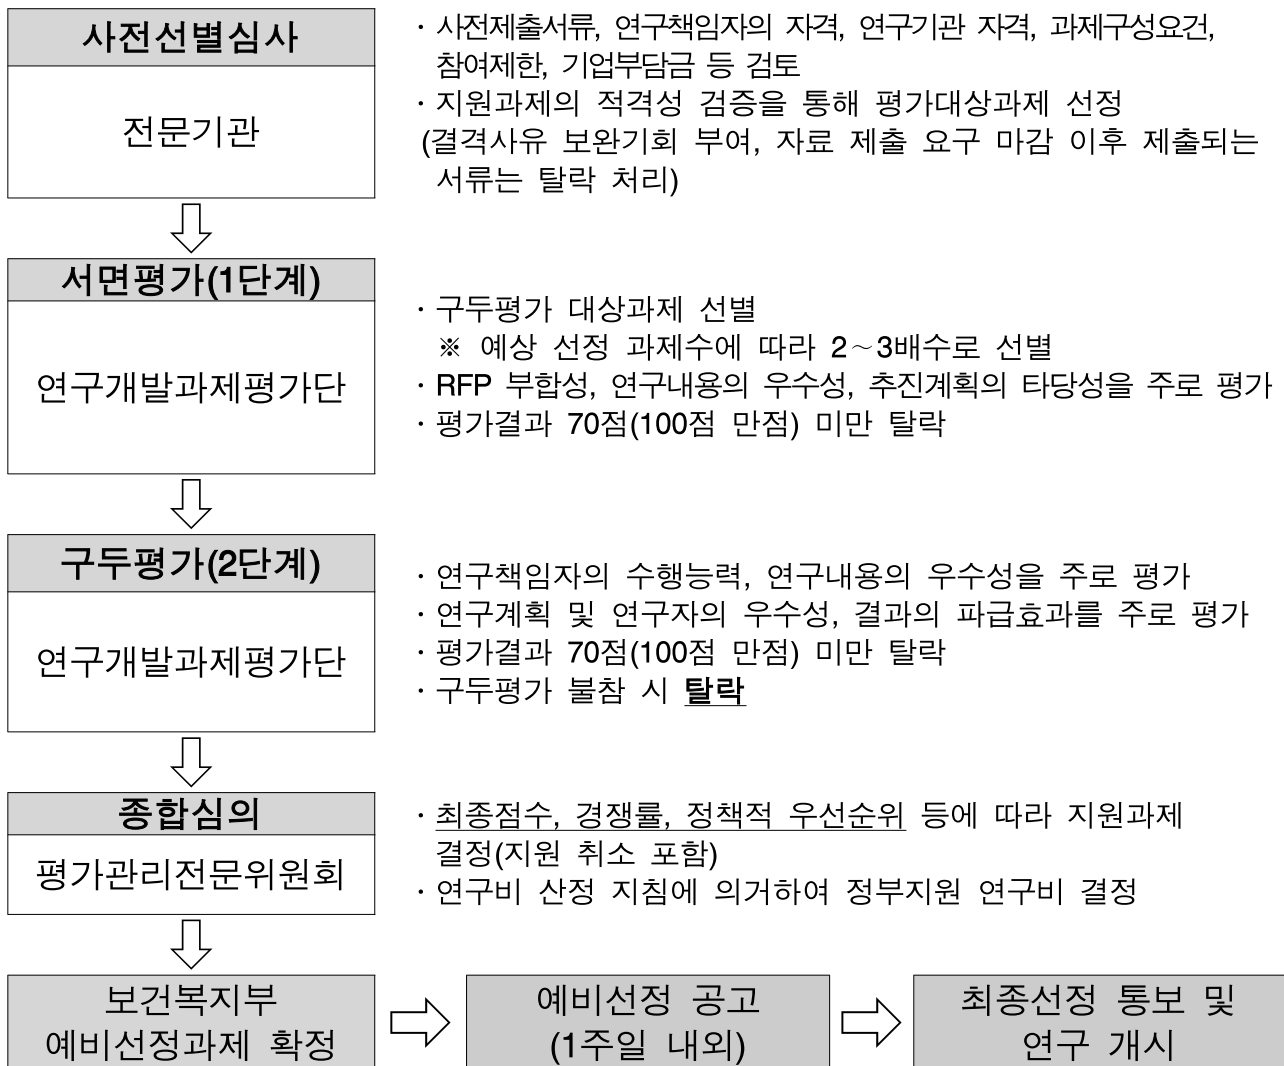 사전선별심사
전문기관
· 사전제출서류, 연구책임자의 자격, 연구기관 자격, 과제구성요건,
참여제한, 기업부담금 등 검토
· 지원과제의 적격성 검증을 통해 평가대상과제 선정
(결격사유 보완기회 부여, 자료 제출 요구 마감 이후 제출되는
서류는 탈락 처리)
서면평가(1단계)
연구개발과제평가단
· 구두평가 대상과제 선별
※ 예상 선정 과제수에 따라 2~3배수로 선별
· RFP 부합성, 연구내용의 우수성, 추진계획의 타당성을 주로 평가
· 평가결과 70점(100점 만점) 미만 탈락
구두평가(2단계)
연구개발과제평가단
· 연구책임자의 수행능력, 연구내용의 우수성을 주로 평가
· 연구계획 및 연구자의 우수성, 결과의 파급효과를 주로 평가
· 평가결과 70점(100점 만점) 미만 탈락
· 구두평가 불참 시 탈락
종합심의
평가관리전문위원회
· 최종점수, 경쟁률, 정책적 우선순위 등에 따라 지원과제
결정(지원 취소 포함)
· 연구비 산정 지침에 의거하여 정부지원 연구비 결정
보건복지부
예비선정과제 확정
예비선정 공고
(1주일 내외)
최종선정 통보 및
연구 개시